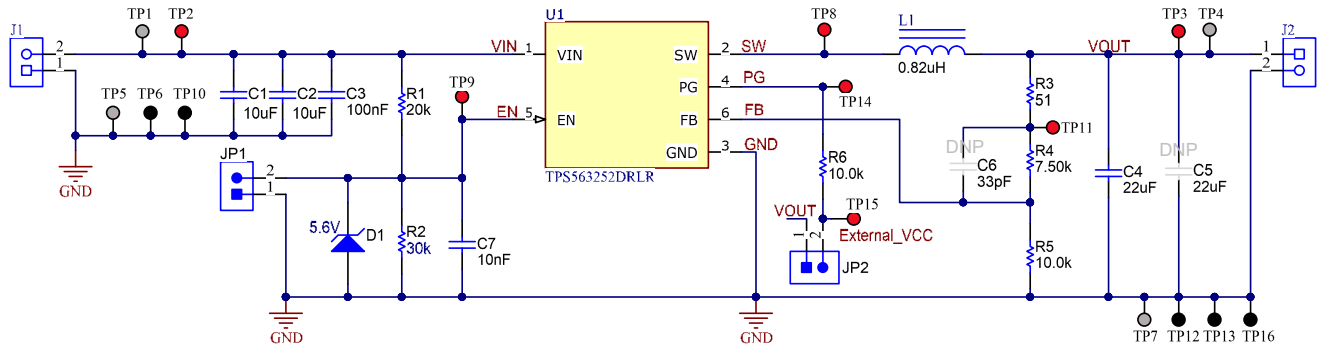 TP1 TP2 U1 TP8 L1 TP3 TP4
J1 J2
2 VIN 1 VIN SW 2 SW VOUT 1
1 0.82uH 2
PG 4 PG R3
51
C1 C2 C3 R1 TP9 TP14
10uF 10uF 100nF 20k
TP5 TP6 TP10 EN 5 EN FB 6 FB TP11
DNP R4 DNP
JP1 GND 3 GND R6 C6 7.50k C4 C5
10.0k 33pF 22uF 22uF
GND 2 TPS563252DRLR
1
VOUT TP15
5.6V D1 R2 C7 1 2 External_VCC R5
30k 10nF 10.0k
JP2
GND GND TP7 TP12 TP13 TP16